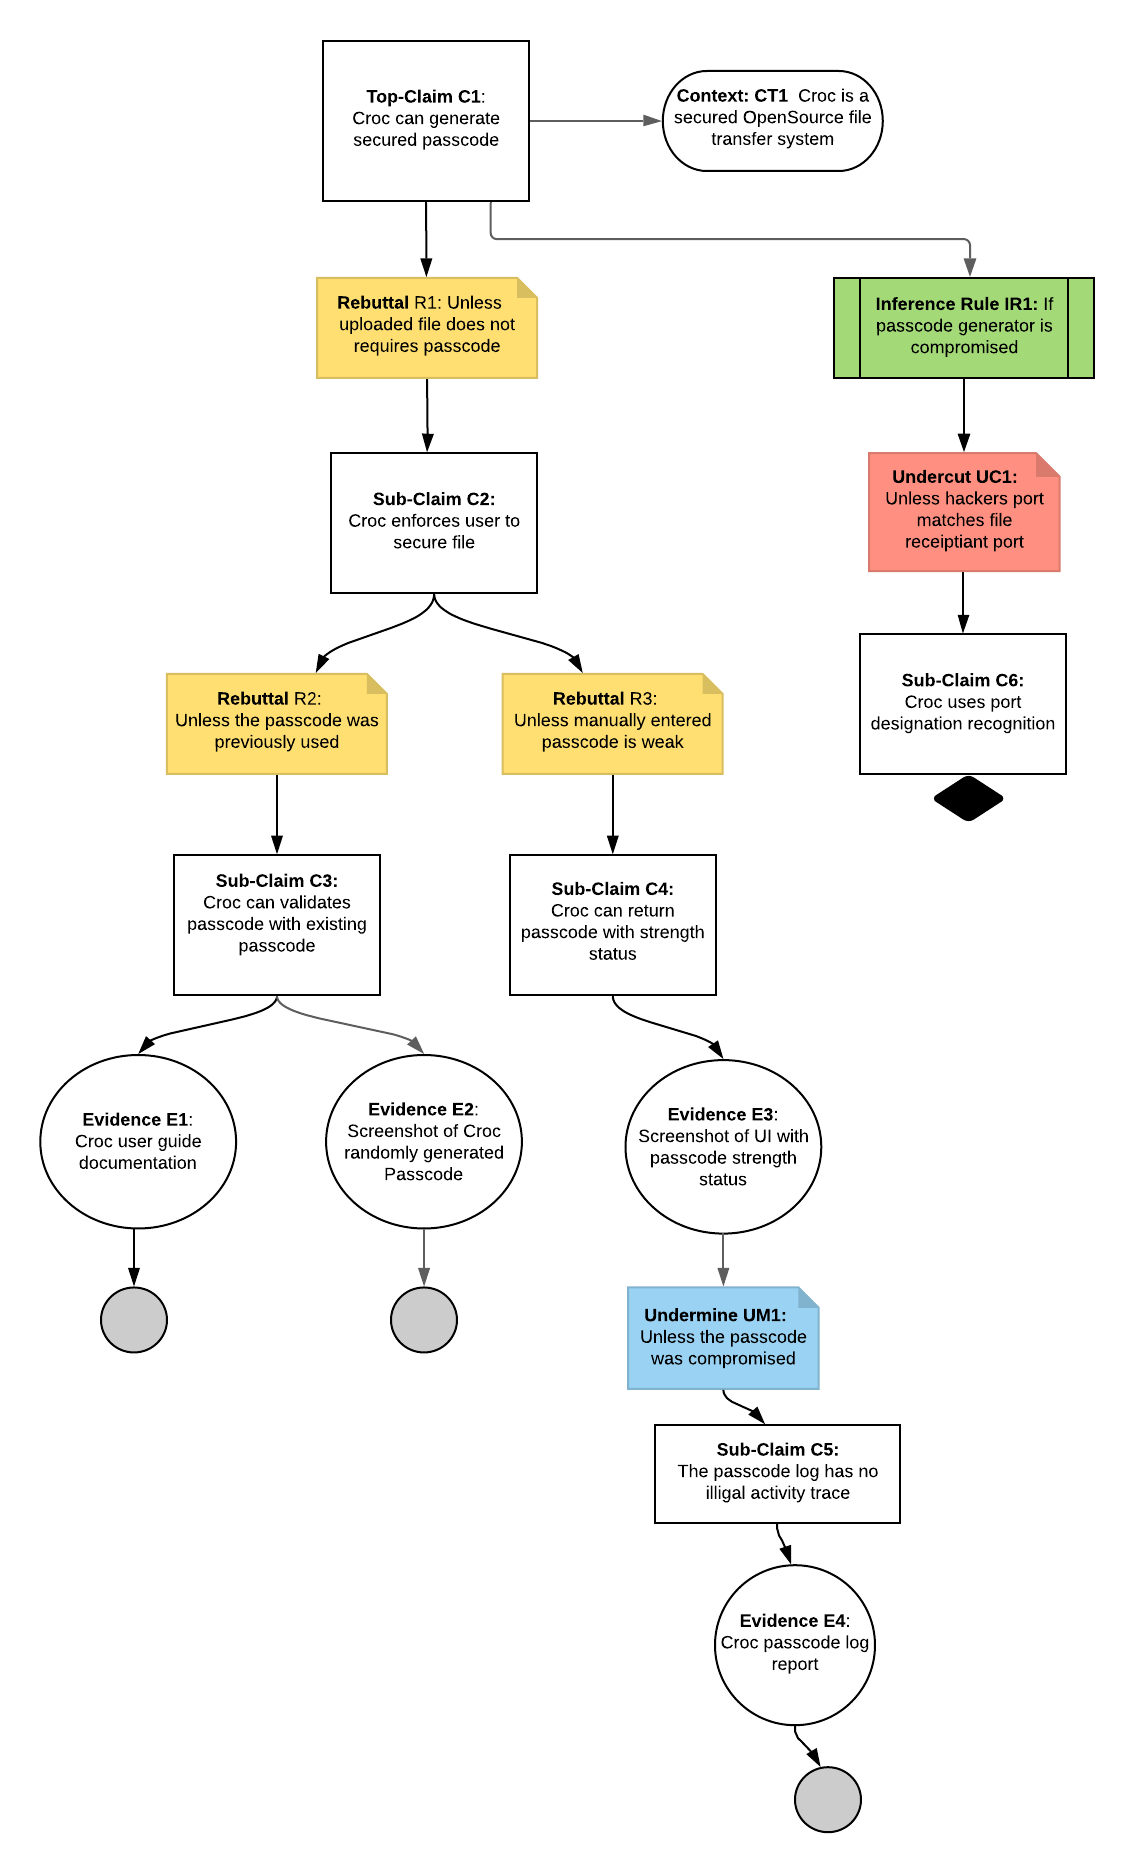 Top-Claim C1:
Croc can generate
secured passcode
Context: CT1  Croc is a
secured OpenSource file
transfer system
Rebuttal R1: Unless
uploaded file does not
requires passcode
Inference Rule IR1: If
passcode generator is
compromised
Sub-Claim C2:
Croc enforces user to
secure file
Undercut UC1:
Unless hackers port
matches file
receiptiant port
Rebuttal R2:
Unless the passcode was
previously used
Rebuttal R3:
Unless manually entered
passcode is weak
Sub-Claim C6:
Croc uses port
designation recognition
Sub-Claim C3:
Croc can validates
passcode with existing
passcode
Sub-Claim C4:
Croc can return
passcode with strength
status
Evidence E1:
Croc user guide
documentation
Evidence E2:
Screenshot of Croc
randomly generated
Passcode
Evidence E3:
Screenshot of UI with
passcode strength
status
Undermine UM1:
Unless the passcode
was compromised
Sub-Claim C5:
The passcode log has no
illigal activity trace
Evidence E4:
Croc passcode log
report